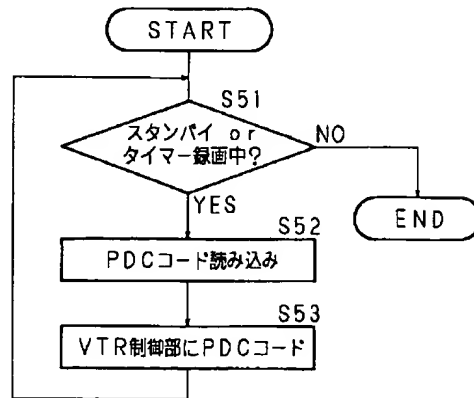 START
S51
スタンバイ or
タイマー録画中?
NO
YES
END
S52
PDCコード読み込み
S53
VTR制御部にPDCコード